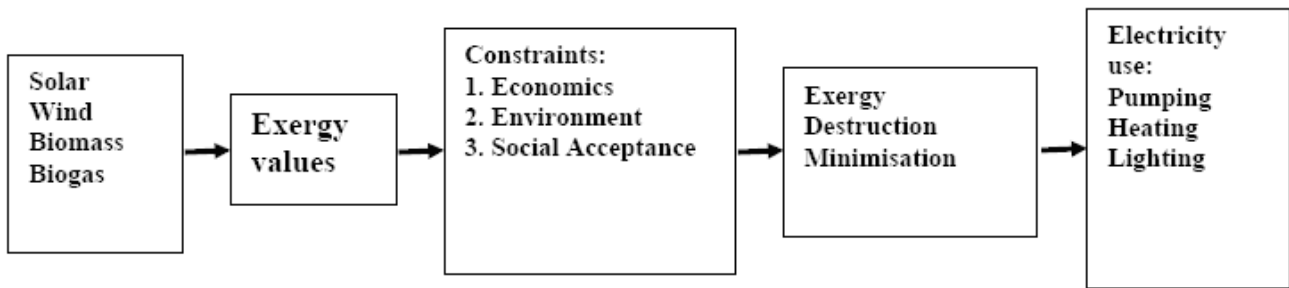 Solar
Wind
Biomass
Biogas
Exergy
values
Constraints:
1. Economics
2. Environment
3. Social Acceptance
Exergy
Destruction
Minimisation
Electricity
use:
Pumping
Heating
Lighting